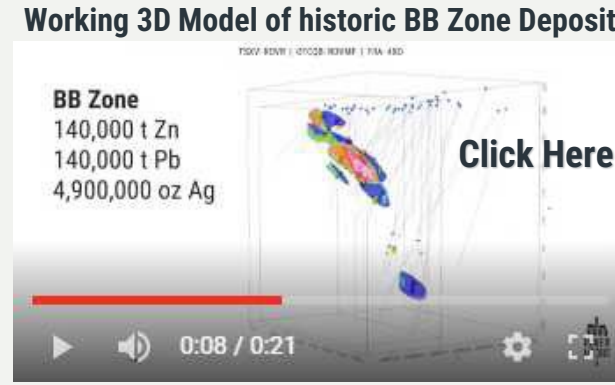 Working 3D Model of historic BB Zone Deposit
BB Zone
140,000 t Zn
140,000 t Pb
4,900,000 oz Ag
Click Here
0:08 / 0:21